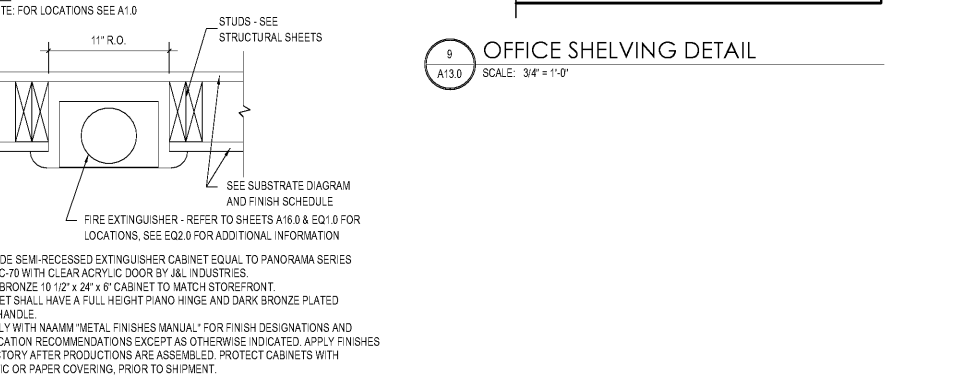 TE: FOR LOCATIONS SEE A1.0
STUDS - SEE
STRUCTURAL SHEETS
11" R.O.
SEE SUBSTRATE DIAGRAM
AND FINISH SCHEDULE
FIRE EXTINGUISHER - REFER TO SHEETS A16.0 & EQ1.0 FOR
LOCATIONS, SEE EQ2.0 FOR ADDITIONAL INFORMATION
DE SEMI-RECESSED EXTINGUISHER CABINET EQUAL TO PANORAMA SERIES
C-70 WITH CLEAR ACRYLIC DOOR BY J&L INDUSTRIES.
BRONZE 10 1/2" x 24" x 6" CABINET TO MATCH STOREFRONT.
ET SHALL HAVE A FULL HEIGHT PIANO HINGE AND DARK BRONZE PLATED
HANDLE.
LY WITH NAAMM "METAL FINISHES MANUAL" FOR FINISH DESIGNATIONS AND
CATION RECOMMENDATIONS EXCEPT AS OTHERWISE INDICATED. APPLY FINISHES
CTORY AFTER PRODUCTIONS ARE ASSEMBLED. PROTECT CABINETS WITH
IC OR PAPER COVERING, PRIOR TO SHIPMENT.
9
A13.0
OFFICE SHELVING DETAIL
SCALE: 3/4" = 1'-0"